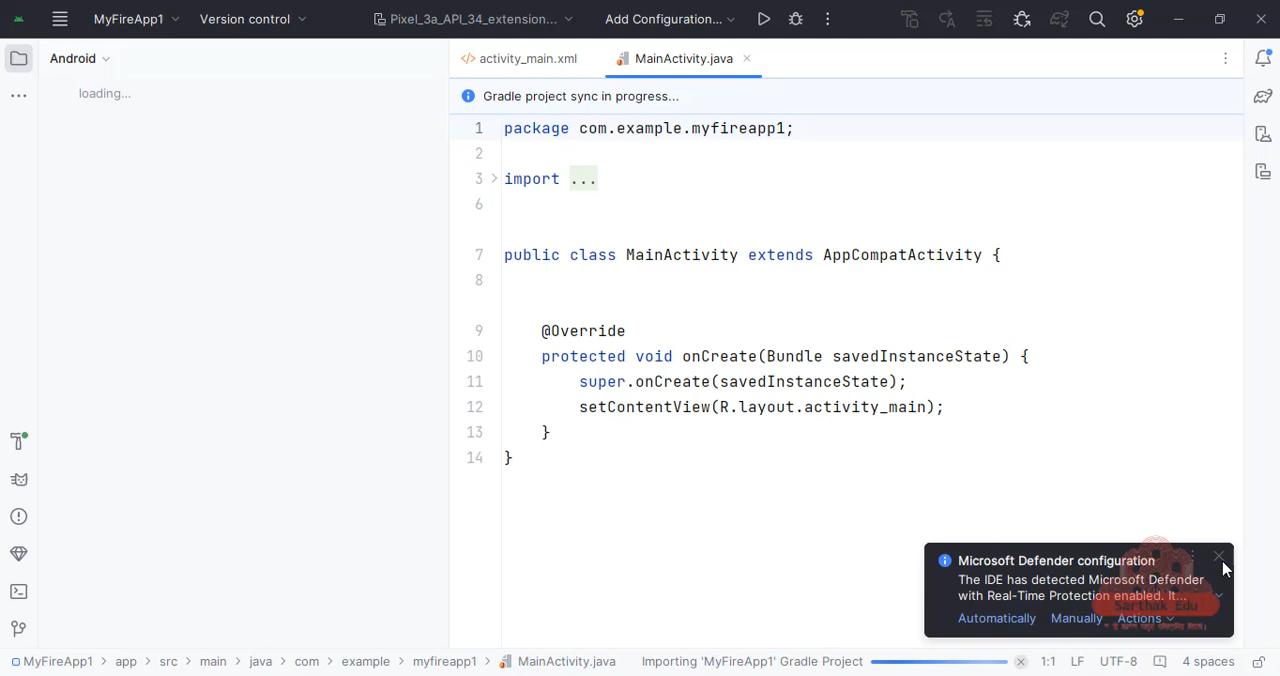 MyFireApp1 Version control Pixel_3a_API_34_extension... Add Configuration...
Android activity_main.xml MainActivity.java
loading... Gradle project sync in progress...
1 package com.example.myfireapp1;
2
3 import ...
6
7 public class MainActivity extends AppCompatActivity {
8
9 @Override
10 protected void onCreate(Bundle savedInstanceState) {
11 super.onCreate(savedInstanceState);
12 setContentView(R.layout.activity_main);
13 }
14 }
Microsoft Defender configuration
The IDE has detected Microsoft Defender
with Real-Time Protection enabled. It...
Sarthak Edu
Automatically Manually Actions
MyFireApp1 > app > src > main > java > com > example > myfireapp1 > MainActivity.java Importing 'MyFireApp1' Gradle Project 1:1 LF UTF-8 4 spaces